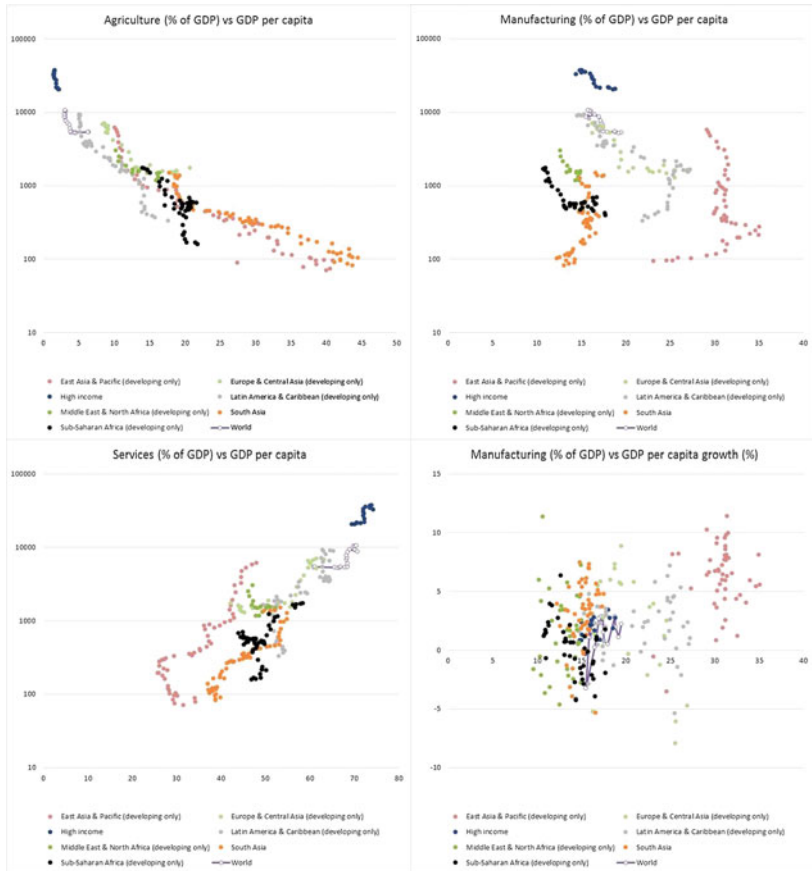 Agriculture (% of GDP) vs GDP per capita
100000
10000
1000
100
10
0 5 10 15 20 25 30 35 40 45 50
East Asia & Pacific (developing only) Europe & Central Asia (developing only)
High income Latin America & Caribbean (developing only)
Middle East & North Africa (developing only) South Asia
Sub-Saharan Africa (developing only) World
Manufacturing (% of GDP) vs GDP per capita
100000
10000
1000
100
10
0 5 10 15 20 25 30 35 40
East Asia & Pacific (developing only) Europe & Central Asia (developing only)
High income Latin America & Caribbean (developing only)
Middle East & North Africa (developing only) South Asia
Sub-Saharan Africa (developing only) World
Services (% of GDP) vs GDP per capita
100000
10000
1000
100
10
0 10 20 30 40 50 60 70 80
East Asia & Pacific (developing only) Europe & Central Asia (developing only)
High income Latin America & Caribbean (developing only)
Middle East & North Africa (developing only) South Asia
Sub-Saharan Africa (developing only) World
Manufacturing (% of GDP) vs GDP per capita growth (%)
15
10
5
0
0 5 10 15 20 25 30 35 40
-5
-10
East Asia & Pacific (developing only) Europe & Central Asia (developing only)
High income Latin America & Caribbean (developing only)
Middle East & North Africa (developing only) South Asia
Sub-Saharan Africa (developing only) World